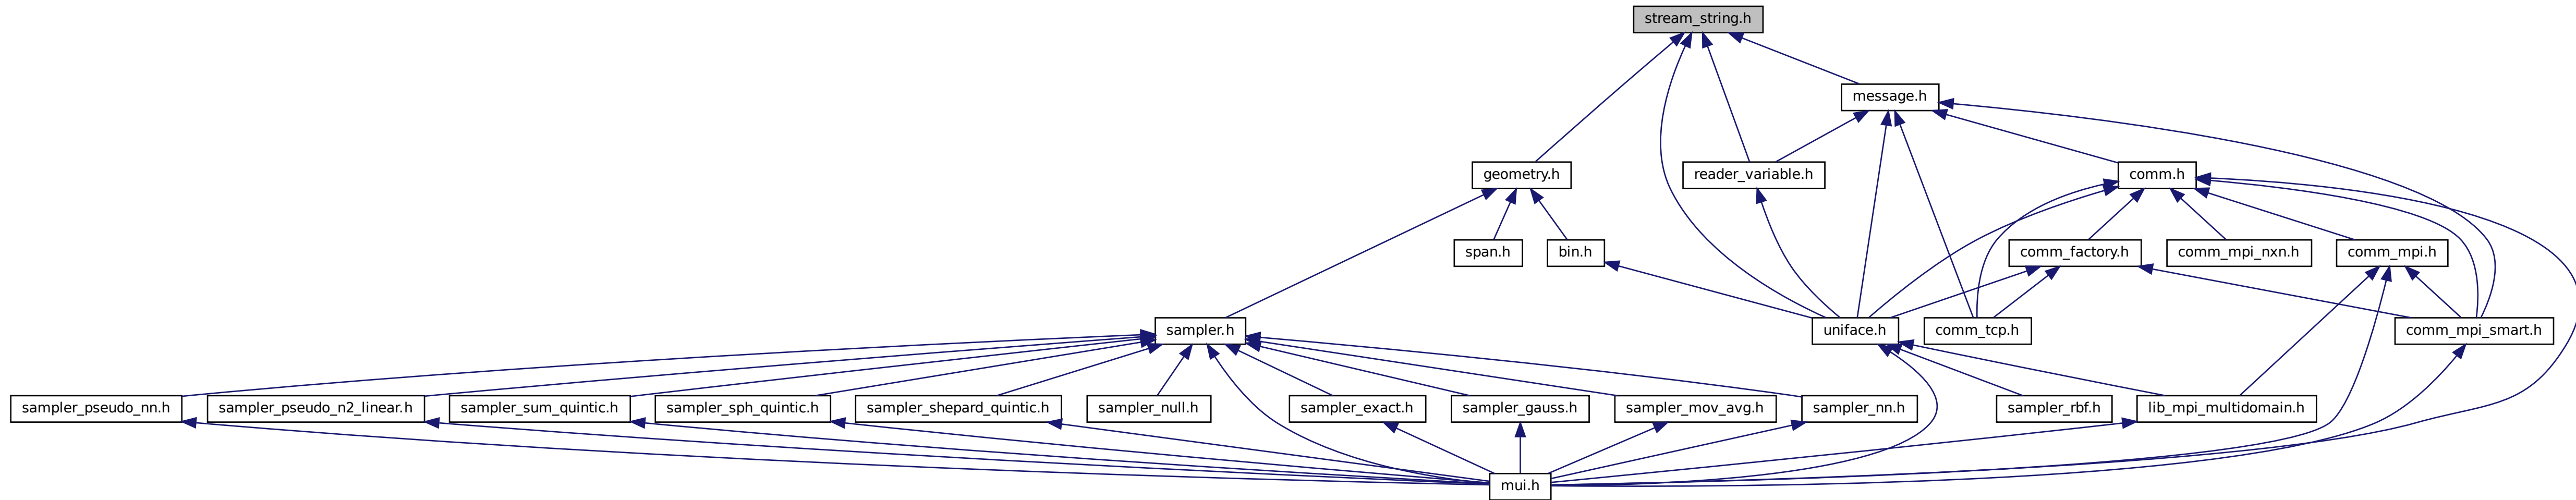 stream_string.h
message.h
geometry.h
reader_variable.h
comm.h
span.h
bin.h
comm_factory.h
comm_mpi_nxn.h
comm_mpi.h
sampler.h
uniface.h
comm_tcp.h
comm_mpi_smart.h
sampler_pseudo_nn.h
sampler_pseudo_n2_linear.h
sampler_sum_quintic.h
sampler_sph_quintic.h
sampler_shepard_quintic.h
sampler_null.h
sampler_exact.h
sampler_gauss.h
sampler_mov_avg.h
sampler_nn.h
sampler_rbf.h
lib_mpi_multidomain.h
mui.h